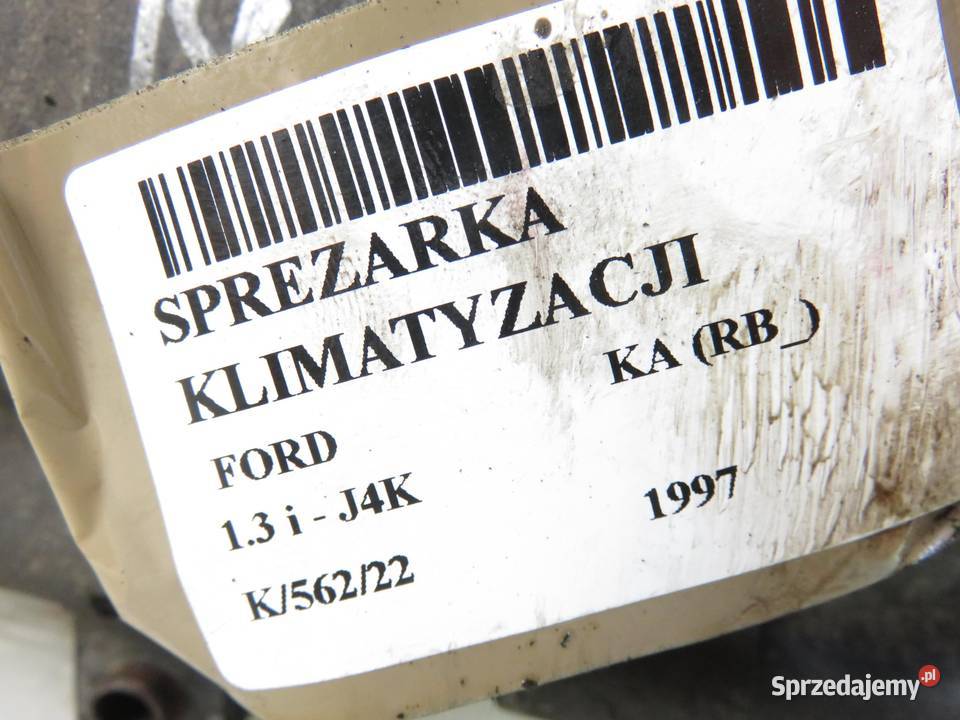 SPREZARKA
KLIMATYZACJI
FORD KA (RB_)
1.3 i - J4K 1997
K/562/22
Sprzedajemy.pl